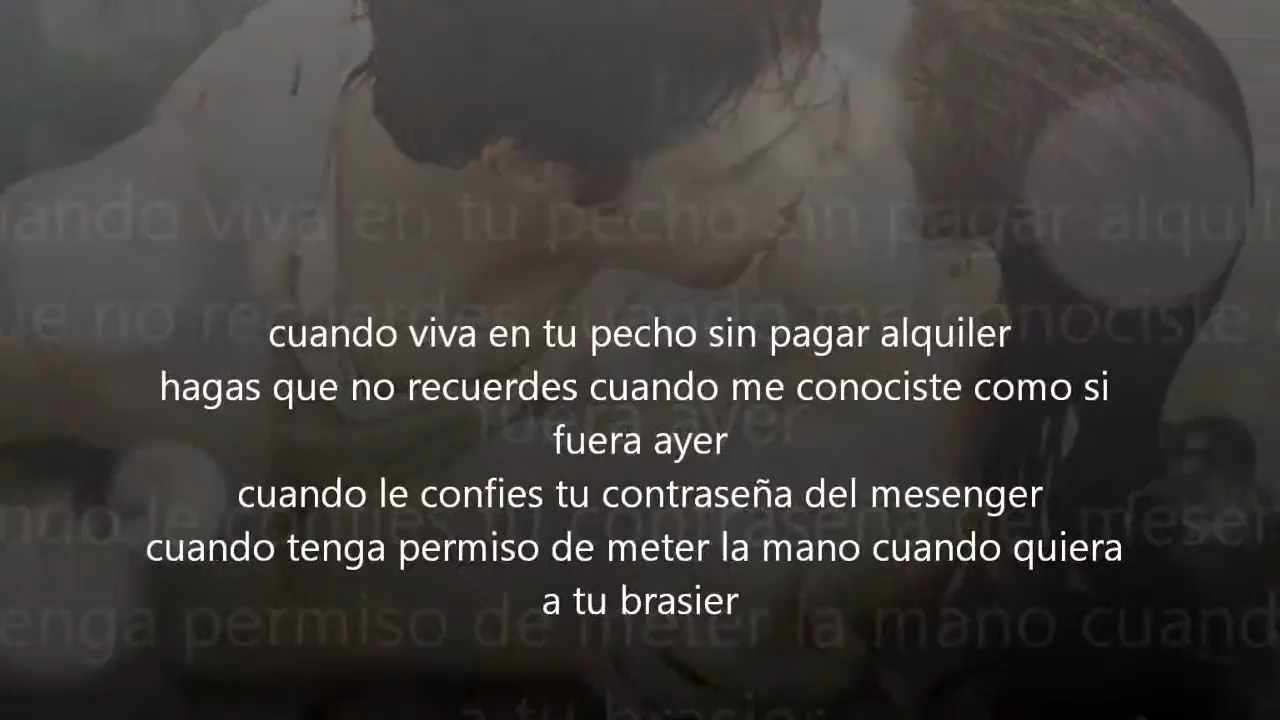 cuando viva en tu pecho sin pagar alquiler
hagas que no recuerdes cuando me conociste como si
fuera ayer
cuando le confies tu contraseña del mesenger
cuando tenga permiso de meter la mano cuando quiera
a tu brasier